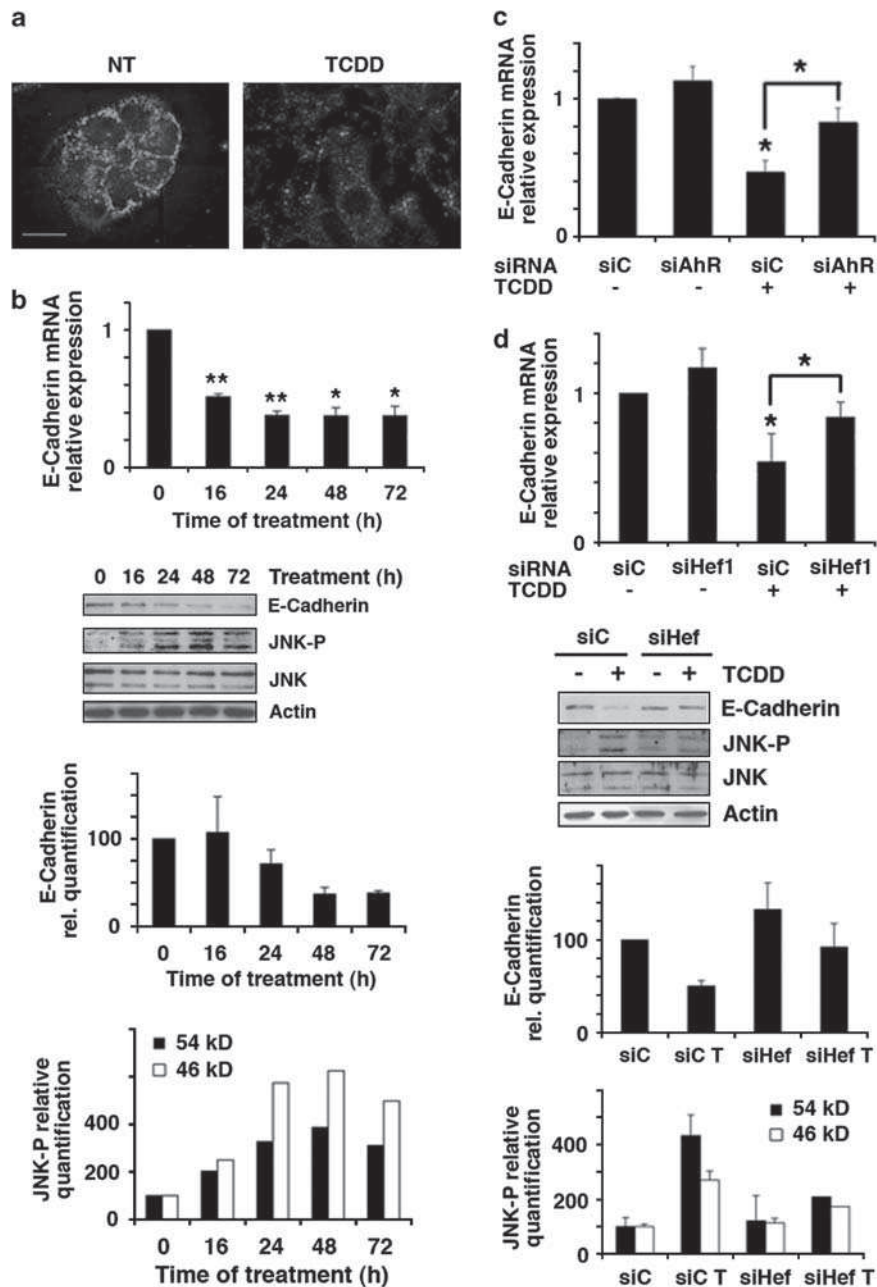 a
NT
TCDD
b
E-Cadherin mRNA
relative expression
1
0
**
**
*
*
0 16 24 48 72
Time of treatment (h)
0 16 24 48 72 Treatment (h)
E-Cadherin
JNK-P
JNK
Actin
E-Cadherin
rel. quantification
100
0
0 16 24 48 72
Time of treatment (h)
JNK-P relative
quantification
400
200
0
54 kD
46 kD
0 16 24 48 72
Time of treatment (h)
c
E-Cadherin mRNA
relative expression
1
0
*
*
siRNA siC siAhR siC siAhR
TCDD - - + +
d
E-Cadherin mRNA
relative expression
1
0
*
*
siRNA siC siHef1 siC siHef1
TCDD - - + +
siC siHef
- + - + TCDD
E-Cadherin
JNK-P
JNK
Actin
E-Cadherin
rel. quantification
100
0
siC siC T siHef siHef T
JNK-P relative
quantification
400
200
0
54 kD
46 kD
siC siC T siHef siHef T